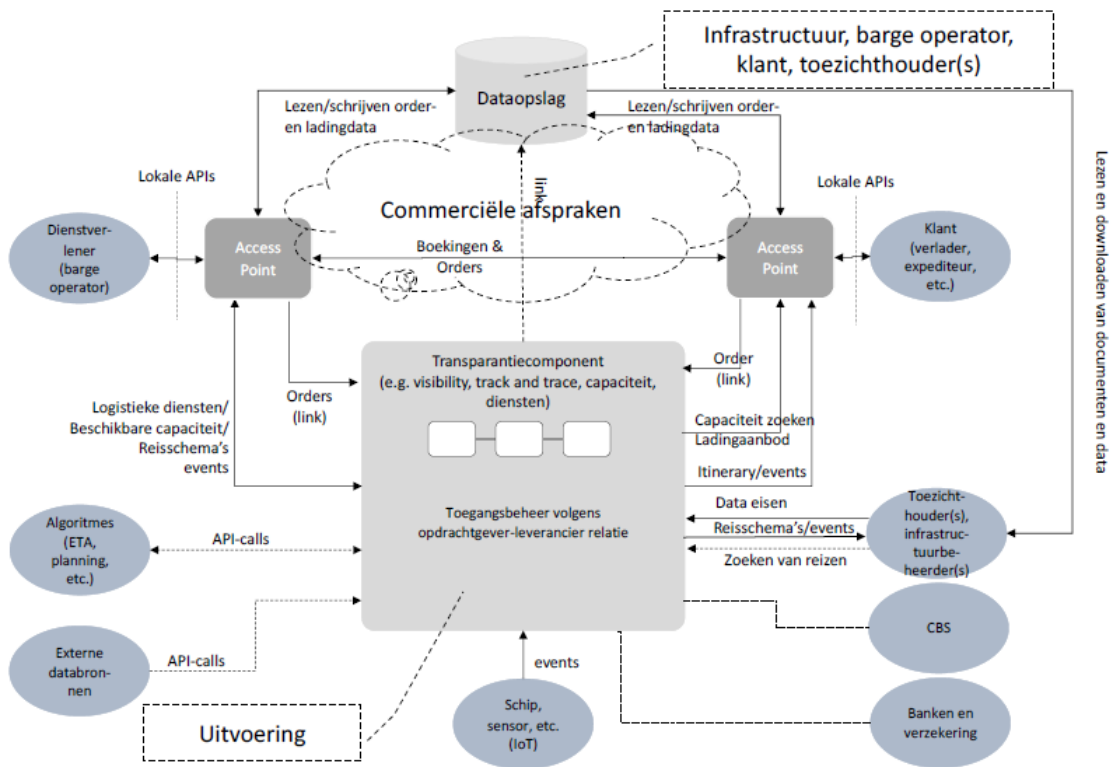 Infrastructuur, barge operator,
klant, toezichthouder(s)
Dataopslag
Lezen/schrijven order-
en ladingdata
Lezen/schrijven order-
en ladingdata
Lokale APIs
link
Lokale APIs
Commerciële afspraken
Dienstver-
lener
(barge
operator)
Access
Point
Boekingen &
Orders
Access
Point
Klant
(verlader,
expediteur,
etc.)
Lezen en downloaden van documenten en data
Transparantiecomponent
(e.g. visibility, track and trace, capaciteit,
diensten)
Order
(link)
Orders
(link)
Logistieke diensten/
Beschikbare capaciteit/
Reisschema's
events
Capaciteit zoeken
Ladingaanbod
Itinerary/events
Toegangsbeheer volgens
opdrachtgever-leverancier relatie
Data eisen
Reisschema's/events
Zoeken van reizen
Toezicht-
houder(s),
infrastruc-
tuurbe-
heerder(s)
Algoritmes
(ETA,
planning,
etc.)
API-calls
CBS
Externe
databron-
nen
API-calls
events
Schip,
sensor, etc.
(IoT)
Banken en
verzekering
Uitvoering